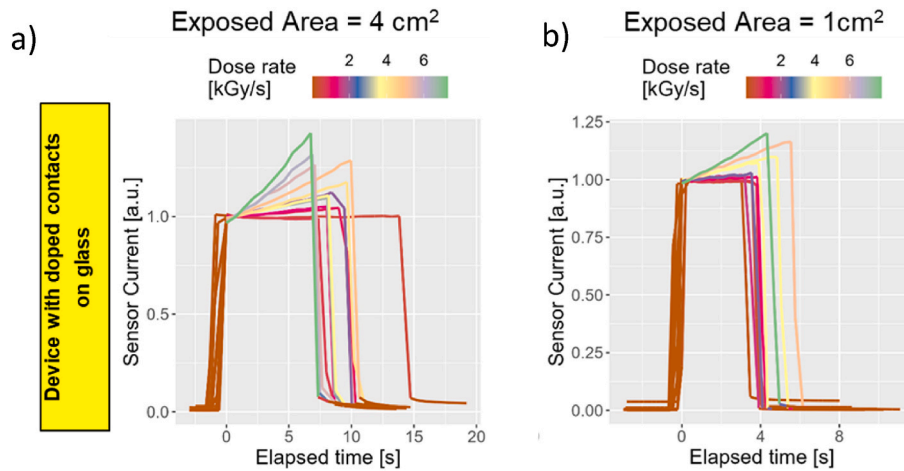 a)
Exposed Area = 4 cm²
Dose rate
[kGy/s]
2 4 6
Device with doped contacts
on glass
Sensor Current [a.u.]
1.0
0.5
0.0
0 5 10 15 20
Elapsed time [s]
b)
Exposed Area = 1cm²
Dose rate
[kGy/s]
2 4 6
Sensor Current [a.u.]
1.25
1.00
0.75
0.50
0.25
0.00
0 4 8
Elapsed time [s]